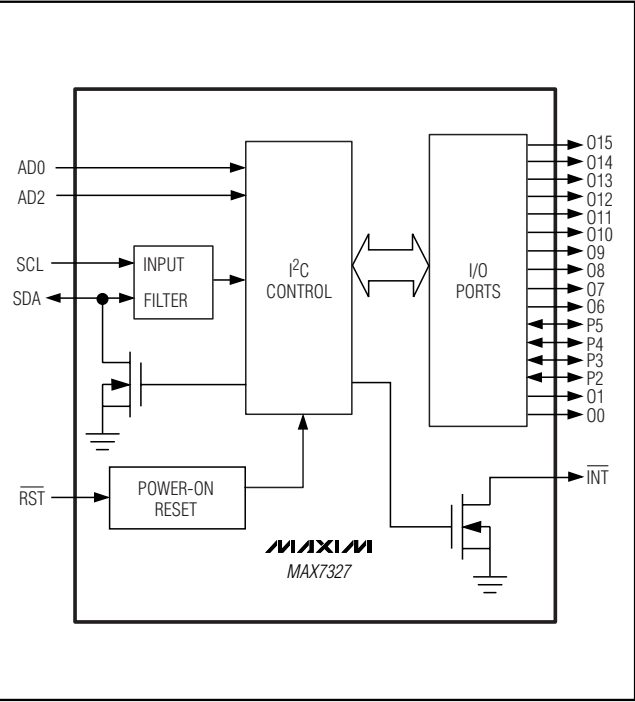 AD0
AD2
SCL
SDA
RST
INPUT
FILTER
I²C
CONTROL
I/O
PORTS
O15
O14
O13
O12
O11
O10
O9
O8
O7
O6
P5
P4
P3
P2
O1
O0
INT
POWER-ON
RESET
MAXIM
MAX7327